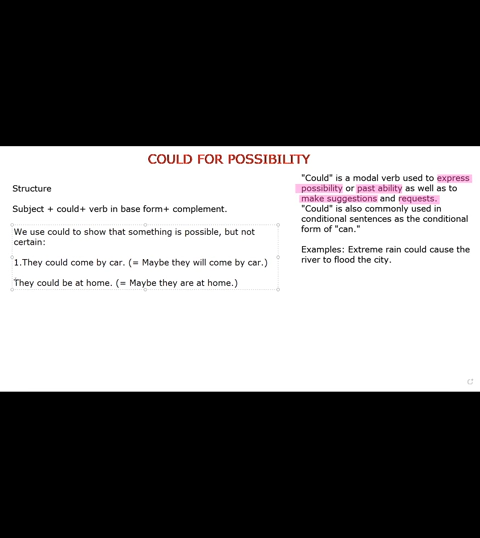 COULD FOR POSSIBILITY
Structure
Subject + could+ verb in base form+ complement.
We use could to show that something is possible, but not
certain:
1.They could come by car. (= Maybe they will come by car.)
They could be at home. (= Maybe they are at home.)
"Could" is a modal verb used to express
possibility or past ability as well as to
make suggestions and requests.
"Could" is also commonly used in
conditional sentences as the conditional
form of "can."
Examples: Extreme rain could cause the
river to flood the city.